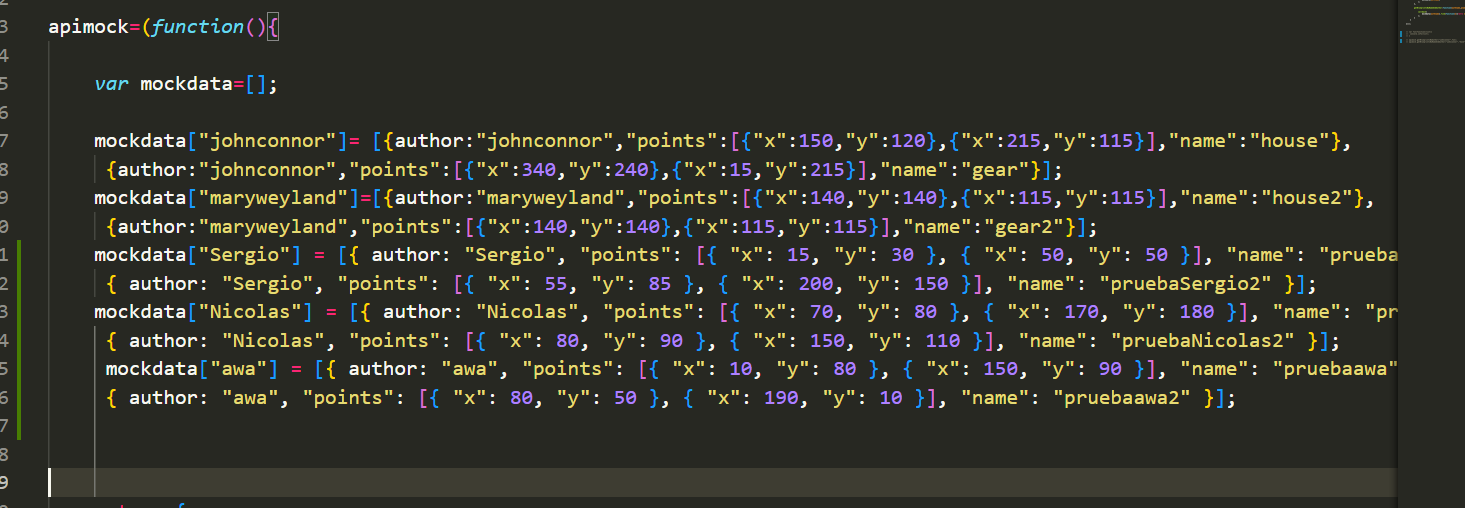 3 apimock=(function(){
4
5 var mockdata=[];
6
7 mockdata["johnconnor"]= [{author:"johnconnor","points":[{"x":150,"y":120},{"x":215,"y":115}],"name":"house"},
8 {author:"johnconnor","points":[{"x":340,"y":240},{"x":15,"y":215}],"name":"gear"}];
9 mockdata["maryweyland"]=[{author:"maryweyland","points":[{"x":140,"y":140},{"x":115,"y":115}],"name":"house2"},
0 {author:"maryweyland","points":[{"x":140,"y":140},{"x":115,"y":115}],"name":"gear2"}];
1 mockdata["Sergio"] = [{ author: "Sergio", "points": [{ "x": 15, "y": 30 }, { "x": 50, "y": 50 }], "name": "prueba
2 { author: "Sergio", "points": [{ "x": 55, "y": 85 }, { "x": 200, "y": 150 }], "name": "pruebaSergio2" }];
3 mockdata["Nicolas"] = [{ author: "Nicolas", "points": [{ "x": 70, "y": 80 }, { "x": 170, "y": 180 }], "name": "pr
4 { author: "Nicolas", "points": [{ "x": 80, "y": 90 }, { "x": 150, "y": 110 }], "name": "pruebaNicolas2" }];
5 mockdata["awa"] = [{ author: "awa", "points": [{ "x": 10, "y": 80 }, { "x": 150, "y": 90 }], "name": "pruebaawa"
6 { author: "awa", "points": [{ "x": 80, "y": 50 }, { "x": 190, "y": 10 }], "name": "pruebaawa2" }];
7
8
9